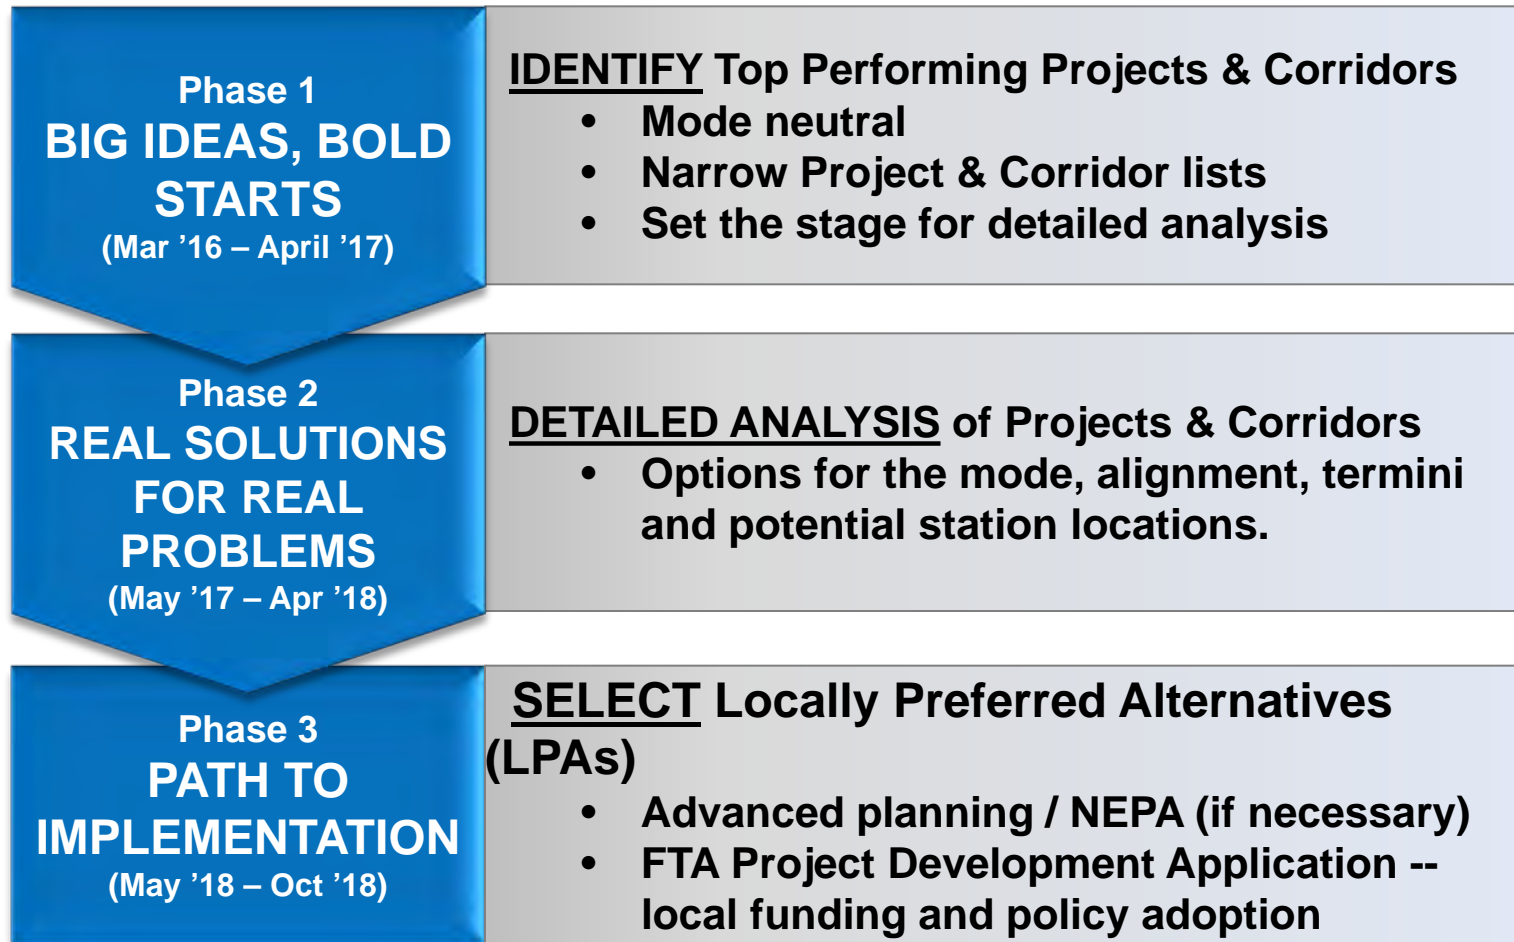 Phase 1
BIG IDEAS, BOLD
STARTS
(Mar ’16 – April ’17)
IDENTIFY Top Performing Projects & Corridors
• Mode neutral
• Narrow Project & Corridor lists
• Set the stage for detailed analysis
Phase 2
REAL SOLUTIONS
FOR REAL
PROBLEMS
(May ’17 – Apr ’18)
DETAILED ANALYSIS of Projects & Corridors
• Options for the mode, alignment, termini
and potential station locations.
Phase 3
PATH TO
IMPLEMENTATION
(May ’18 – Oct ’18)
SELECT Locally Preferred Alternatives
(LPAs)
• Advanced planning / NEPA (if necessary)
• FTA Project Development Application --
local funding and policy adoption